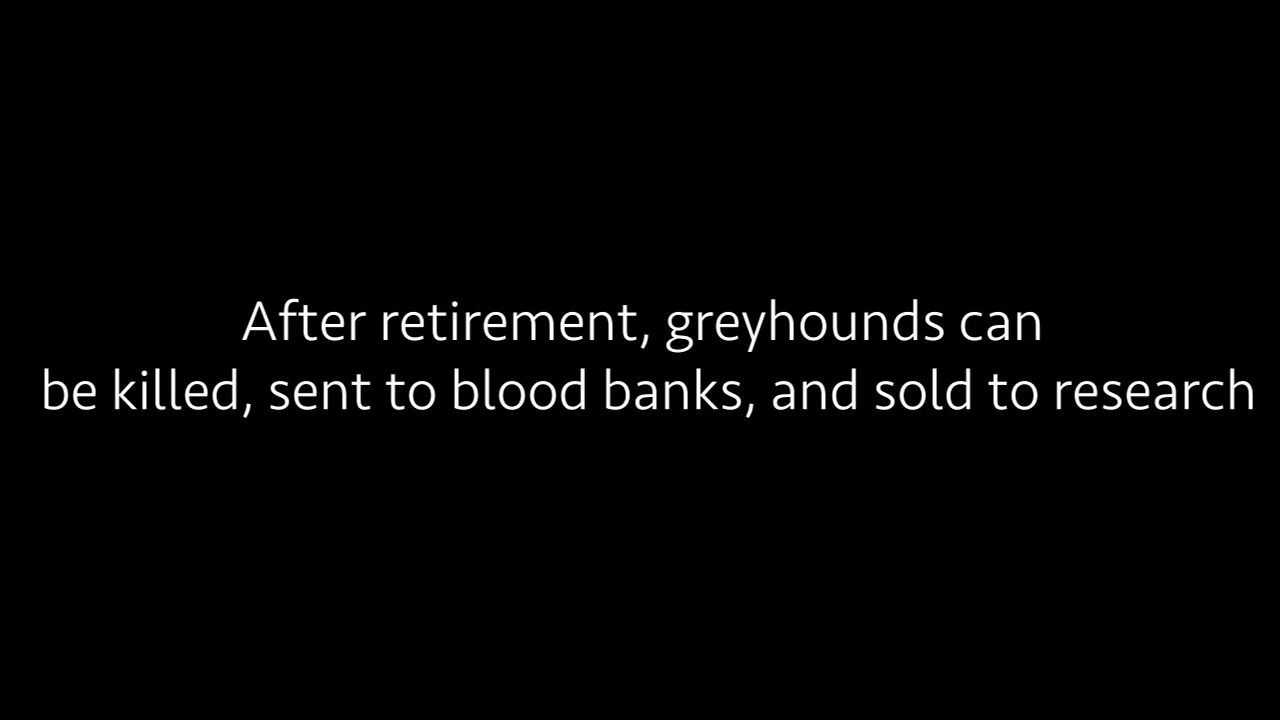 After retirement, greyhounds can
be killed, sent to blood banks, and sold to research